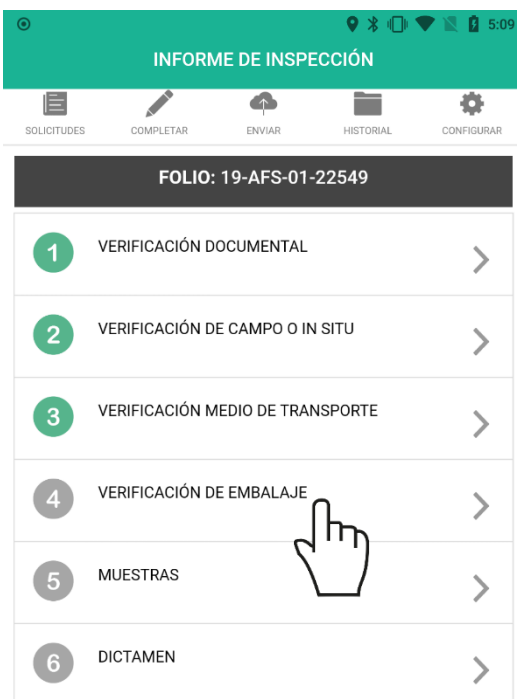 5:09
INFORME DE INSPECCIÓN
SOLICITUDES COMPLETAR ENVIAR HISTORIAL CONFIGURAR
FOLIO: 19-AFS-01-22549
1 VERIFICACIÓN DOCUMENTAL
2 VERIFICACIÓN DE CAMPO O IN SITU
3 VERIFICACIÓN MEDIO DE TRANSPORTE
4 VERIFICACIÓN DE EMBALAJE
5 MUESTRAS
6 DICTAMEN